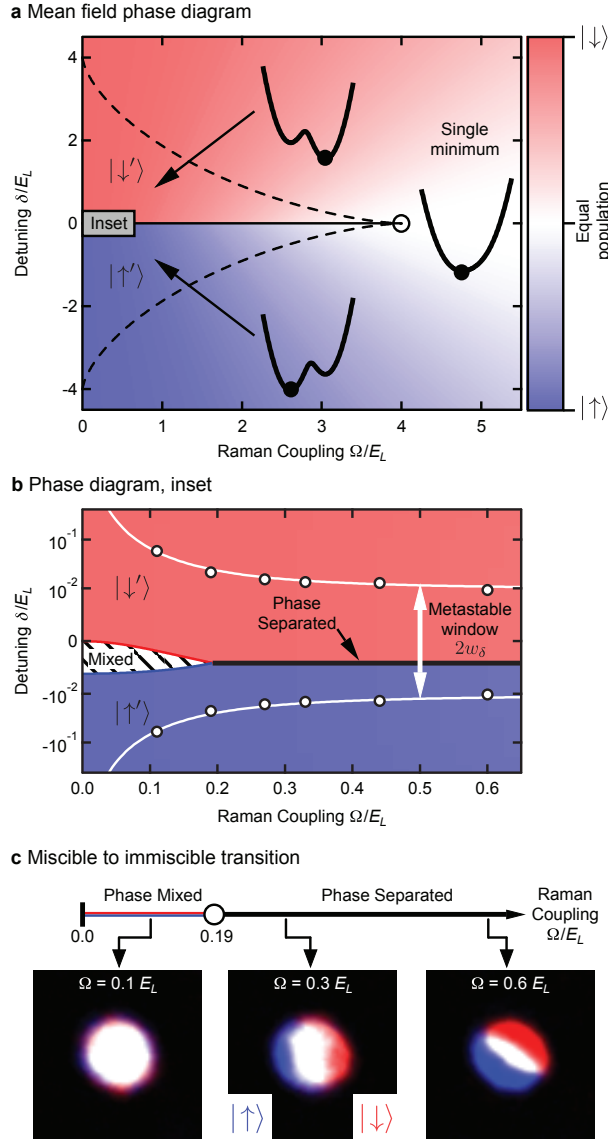 a Mean field phase diagram
4
2
0
-2
-4
Detuning δ/E_L
|↓′⟩
|↑′⟩
Inset
Single
minimum
0
1
2
3
4
5
Raman Coupling Ω/E_L
|↓⟩
Equal
population
|↑⟩
b Phase diagram, inset
10⁻¹
10⁻²
0
-10⁻²
-10⁻¹
Detuning δ/E_L
|↓′⟩
Mixed
|↑′⟩
Phase
Separated
Metastable
window
2w_δ
0.0
0.1
0.2
0.3
0.4
0.5
0.6
Raman Coupling Ω/E_L
c Miscible to immiscible transition
Phase Mixed
Phase Separated
Raman
Coupling
Ω/E_L
0.0
0.19
Ω = 0.1 E_L
Ω = 0.3 E_L
Ω = 0.6 E_L
|↑⟩
|↓⟩